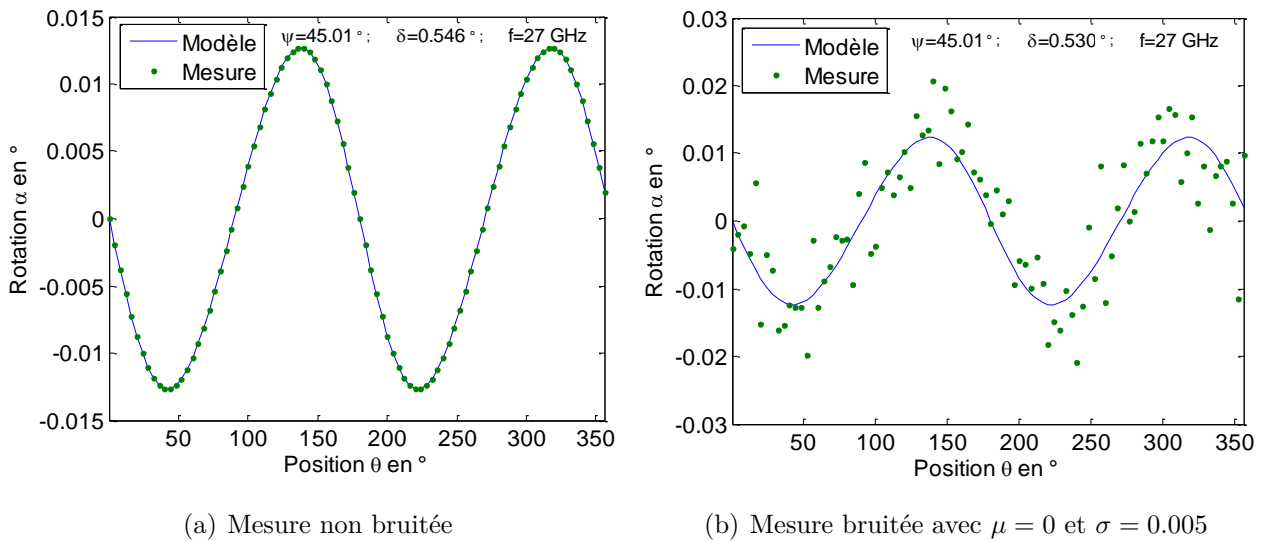 0.015
0.01
0.005
0
-0.005
-0.01
-0.015
Rotation α en °
Modèle
Mesure
ψ=45.01°; δ=0.546°; f=27 GHz
50 100 150 200 250 300 350
Position θ en °
(a) Mesure non bruitée
0.03
0.02
0.01
0
-0.01
-0.02
-0.03
Rotation α en °
Modèle
Mesure
ψ=45.01°; δ=0.530° f=27 GHz
50 100 150 200 250 300 350
Position θ en °
(b) Mesure bruitée avec μ = 0 et σ = 0.005